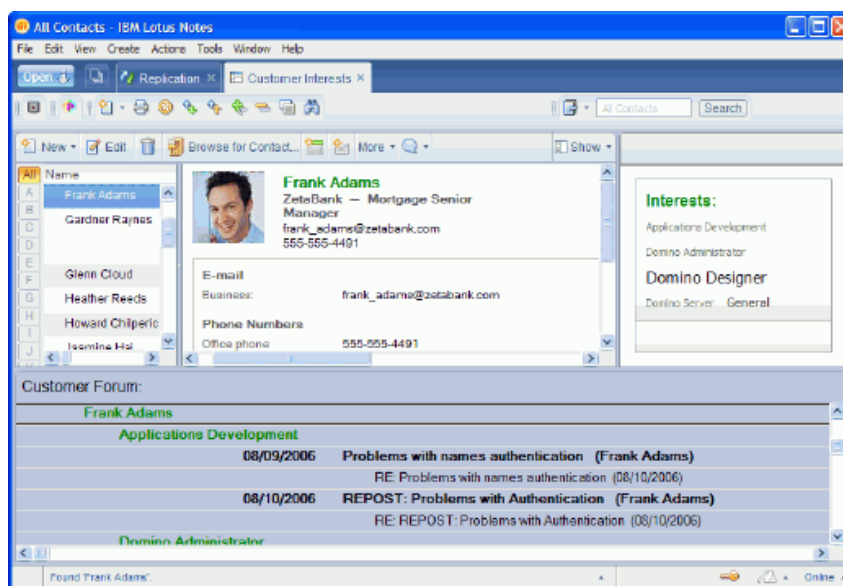 All Contacts - IBM Lotus Notes
File Edit View Create Actions Tools Window Help
Open Replication Customer Interests
All Contacts Search
New Edit Browse for Contact... More Show
All Name
A Frank Adams
B Gardner Raynes
C
D
E Glenn Cloud
F
G Heather Reeds
H Howard Chilperic
I
J Jasmine Haj
Frank Adams
ZetaBank — Mortgage Senior
Manager
frank_adams@zetabank.com
555-555-4491
E-mail
Business: frank_adams@zetabank.com
Phone Numbers
Office phone 555-555-4491
Interests:
Applications Development
Domino Administrator
Domino Designer
Domino Server General
Customer Forum:
Frank Adams
Applications Development
08/09/2006 Problems with names authentication (Frank Adams)
RE: Problems with names authentication (08/10/2006)
08/10/2006 REPOST: Problems with Authentication (Frank Adams)
RE: REPOST: Problems with Authentication (08/10/2006)
Domino Administrator
Found 'Frank Adams'.
Online